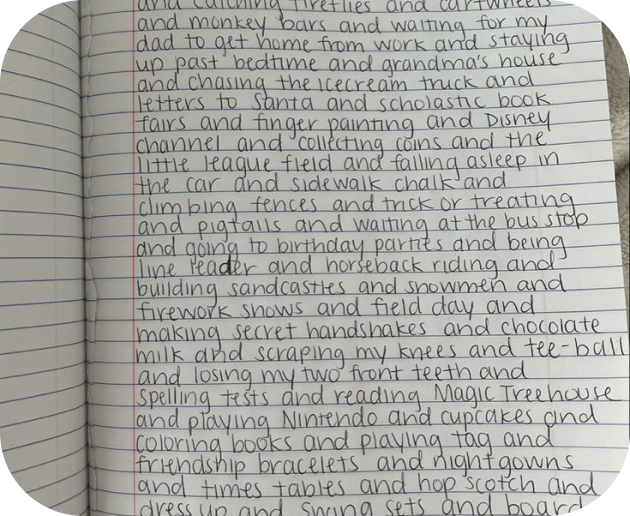 and catching fireflies and cartwheels
and monkey bars and waiting for my
dad to get home from work and staying
up past bedtime and grandma's house
and chasing the icecream truck and
letters to santa and scholastic book
fairs and finger painting and Disney
channel and collecting coins and the
little league field and falling asleep in
the car and sidewalk chalk and
climbing fences and trick or treating
and pigtails and waiting at the bus stop
and going to birthday parties and being
line leader and horseback riding and
building sandcastles and snowmen and
firework shows and field day and
making secret handshakes and chocolate
milk and scraping my knees and tee-ball
and losing my two front teeth and
spelling tests and reading Magic Treehouse
and playing Nintendo and cupcakes and
coloring books and playing tag and
friendship bracelets and nightgowns
and times tables and hop scotch and
dress up and swing sets and board